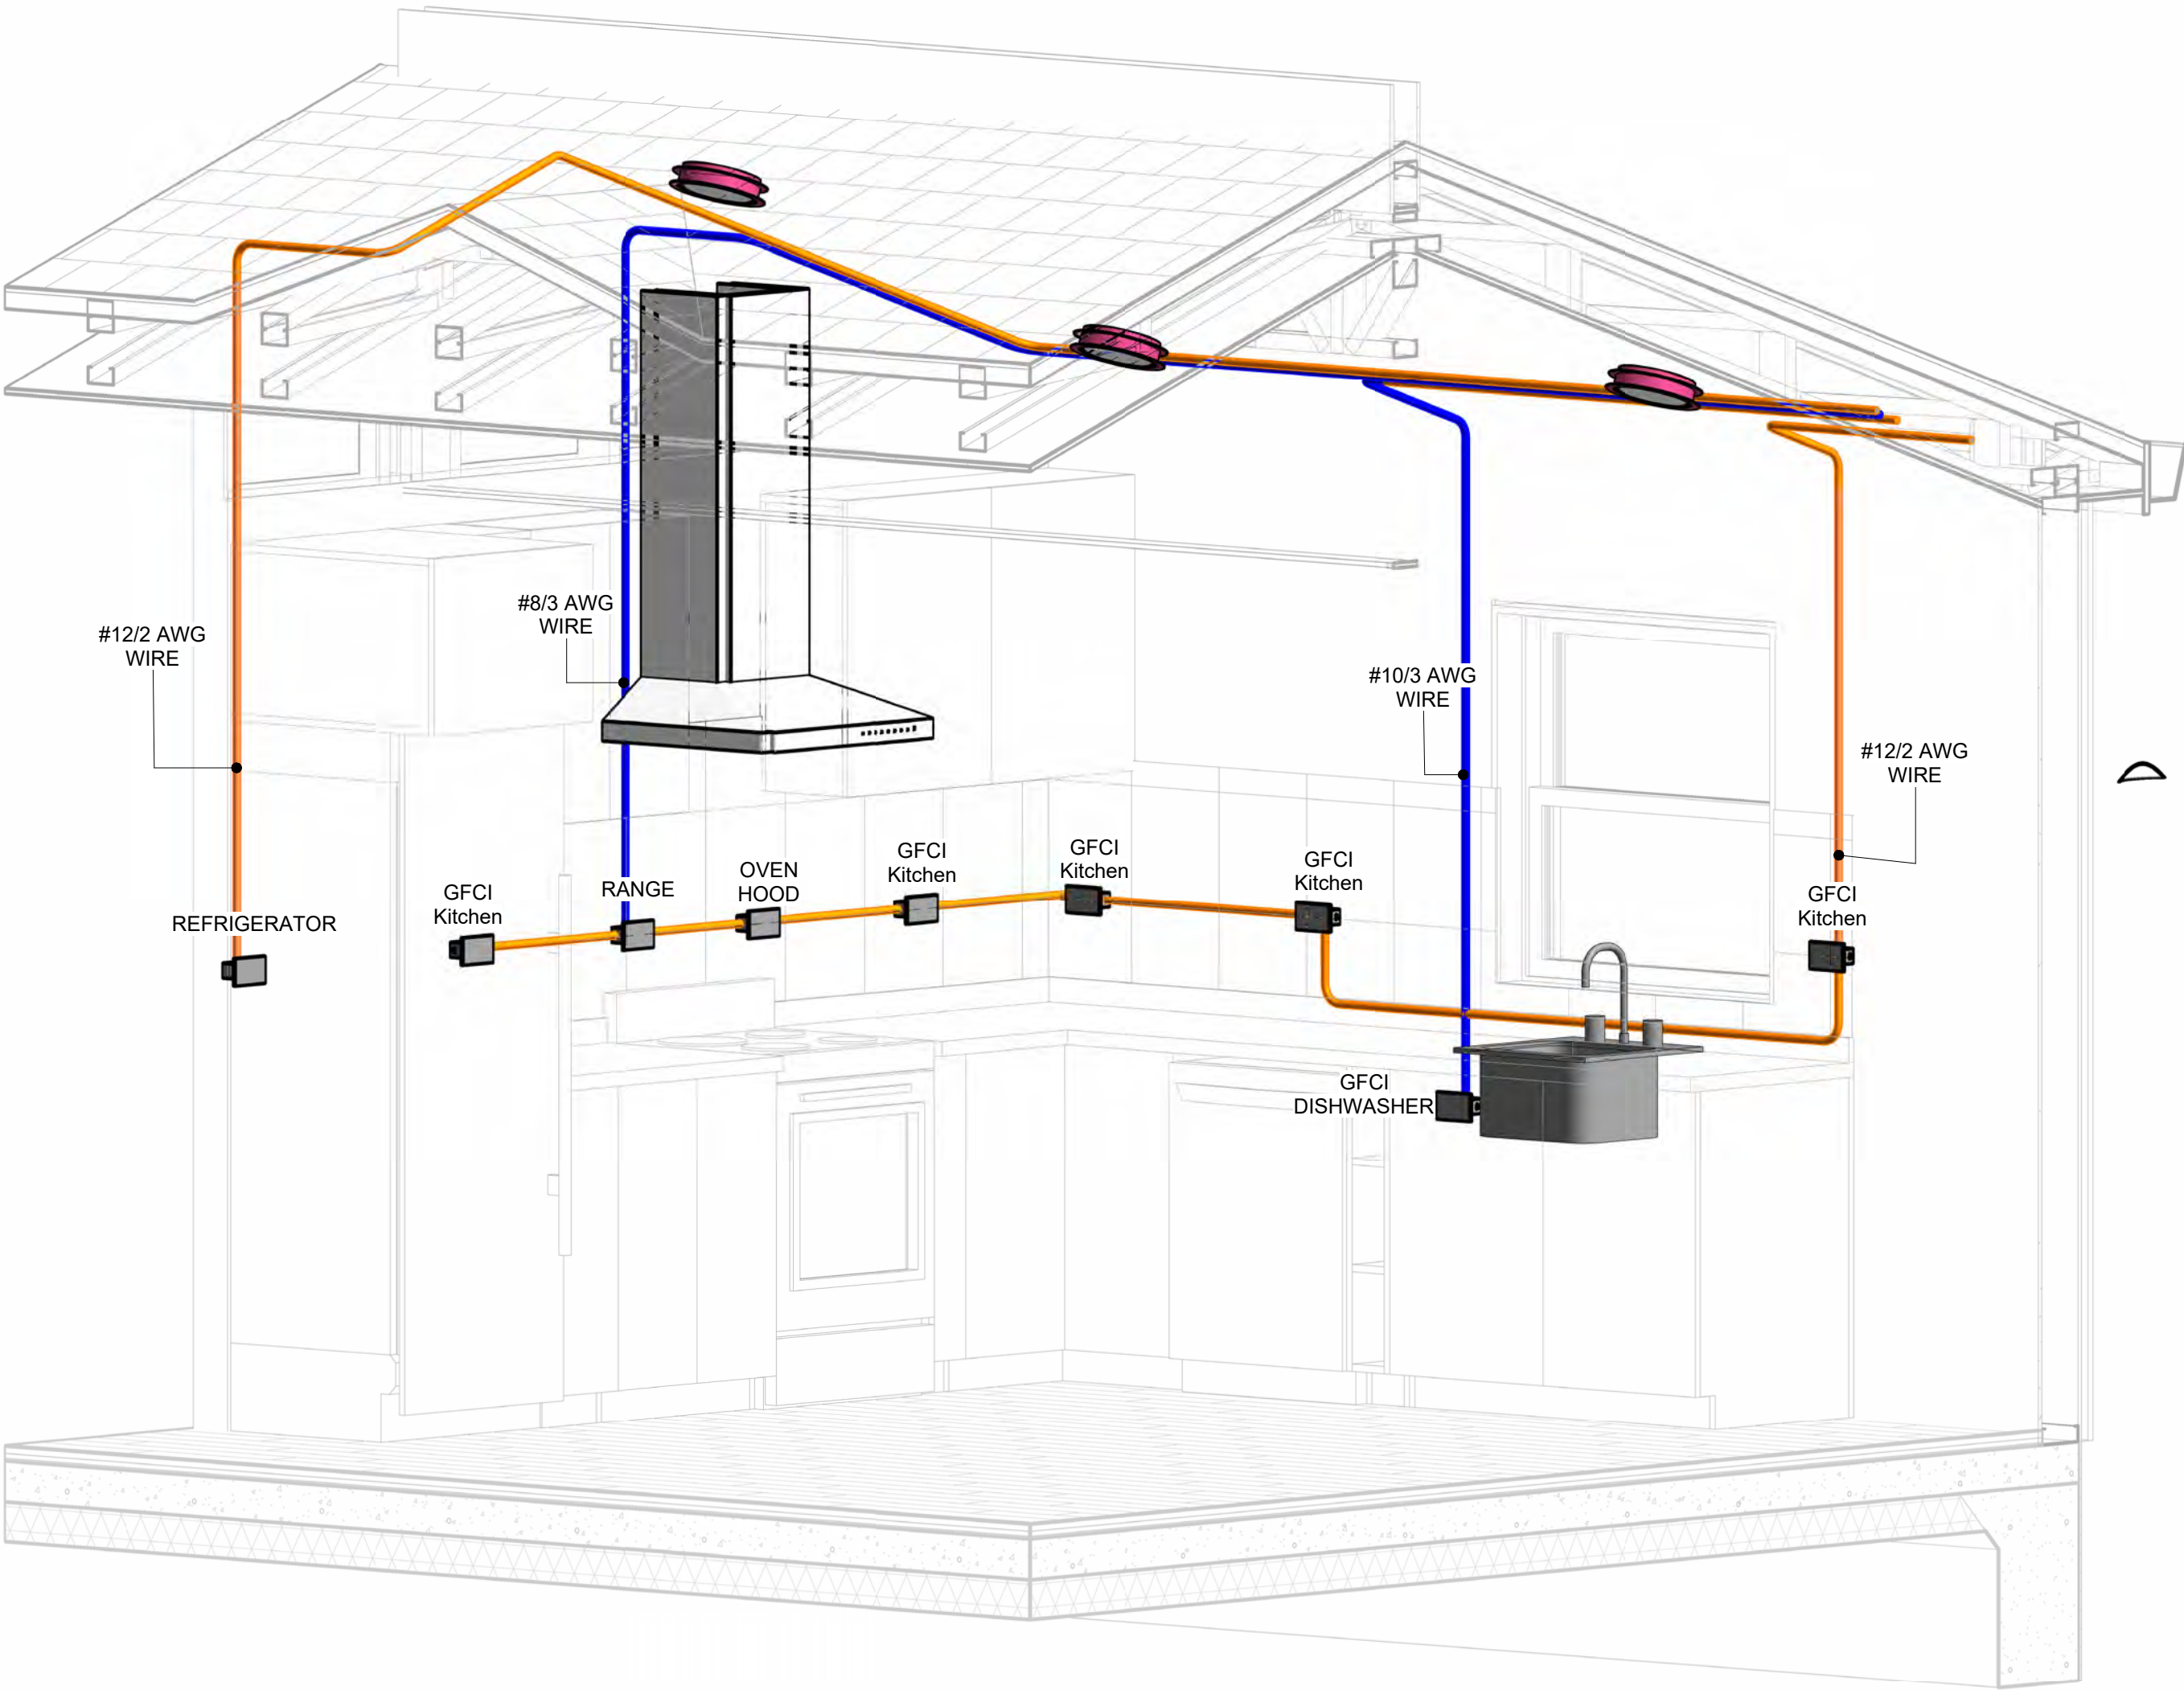 #8/3 AWG
WIRE
#12/2 AWG
WIRE
#10/3 AWG
WIRE
#12/2 AWG
WIRE
GFCI
Kitchen
GFCI
Kitchen
GFCI
Kitchen
OVEN
HOOD
RANGE
GFCI
Kitchen
GFCI
Kitchen
REFRIGERATOR
GFCI
DISHWASHER